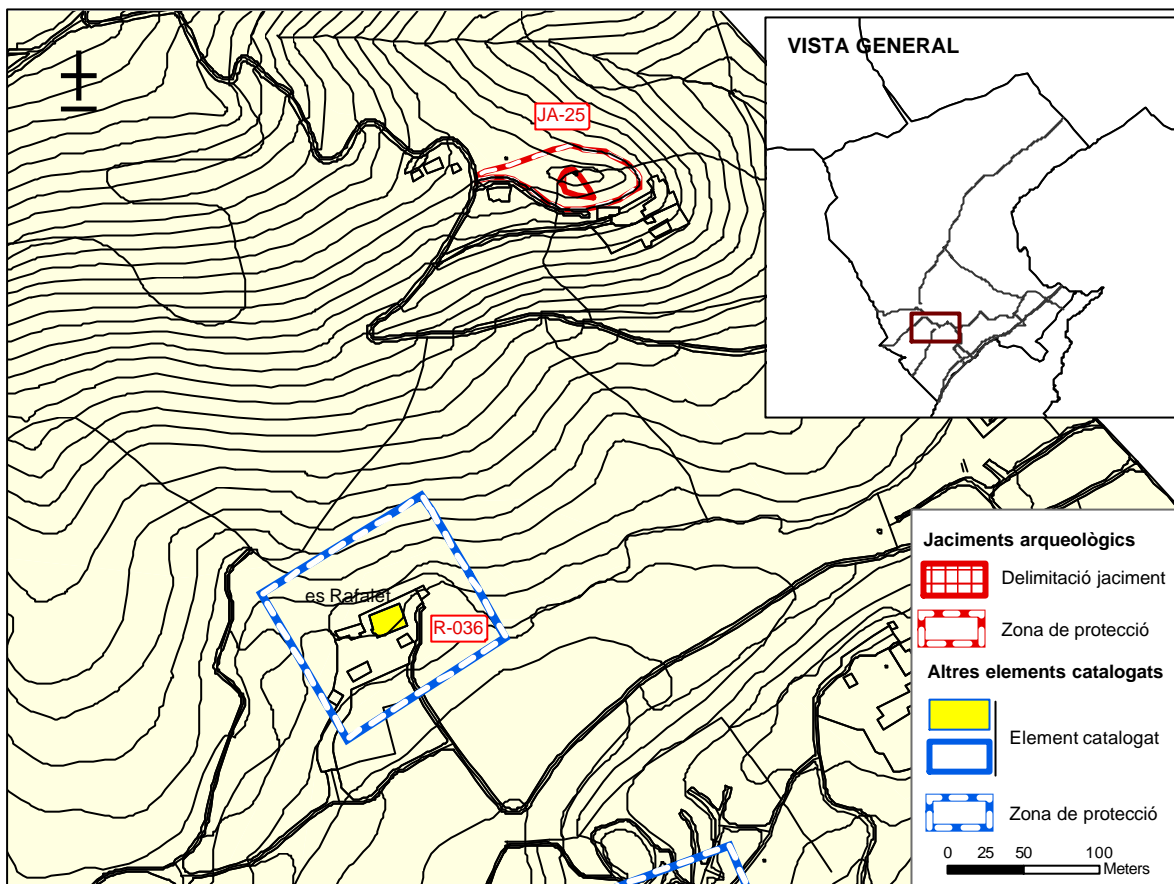 VISTA GENERAL
JA-25
es Rafalet
R-036
Jaciments arqueològics
Delimitació jaciment
Zona de protecció
Altres elements catalogats
Element catalogat
Zona de protecció
0 25 50 100
Meters